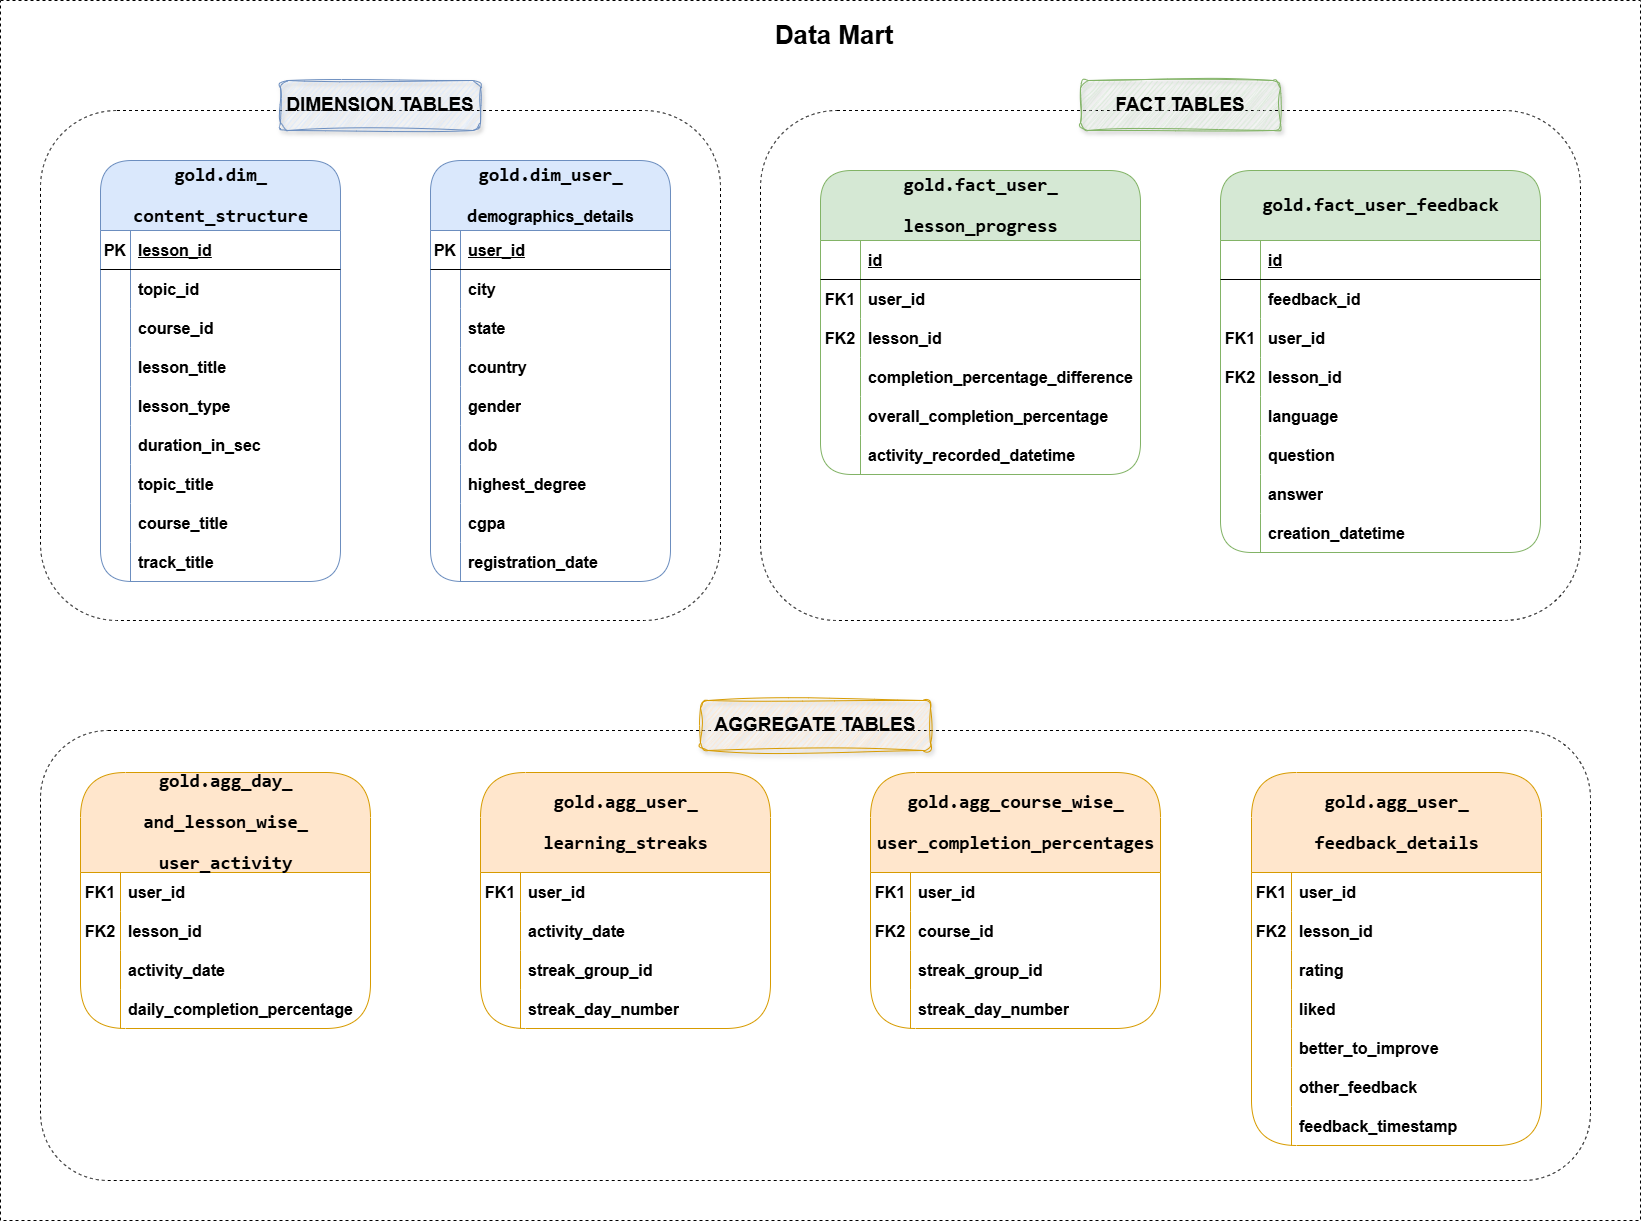 Data Mart
DIMENSION TABLES
gold.dim_
content_structure
PK lesson_id
topic_id
course_id
lesson_title
lesson_type
duration_in_sec
topic_title
course_title
track_title
gold.dim_user_
demographics_details
PK user_id
city
state
country
gender
dob
highest_degree
cgpa
registration_date
FACT TABLES
gold.fact_user_
lesson_progress
id
FK1 user_id
FK2 lesson_id
completion_percentage_difference
overall_completion_percentage
activity_recorded_datetime
gold.fact_user_feedback
id
feedback_id
FK1 user_id
FK2 lesson_id
language
question
answer
creation_datetime
AGGREGATE TABLES
gold.agg_day_
and_lesson_wise_
user_activity
FK1 user_id
FK2 lesson_id
activity_date
daily_completion_percentage
gold.agg_user_
learning_streaks
FK1 user_id
activity_date
streak_group_id
streak_day_number
gold.agg_course_wise_
user_completion_percentages
FK1 user_id
FK2 course_id
streak_group_id
streak_day_number
gold.agg_user_
feedback_details
FK1 user_id
FK2 lesson_id
rating
liked
better_to_improve
other_feedback
feedback_timestamp